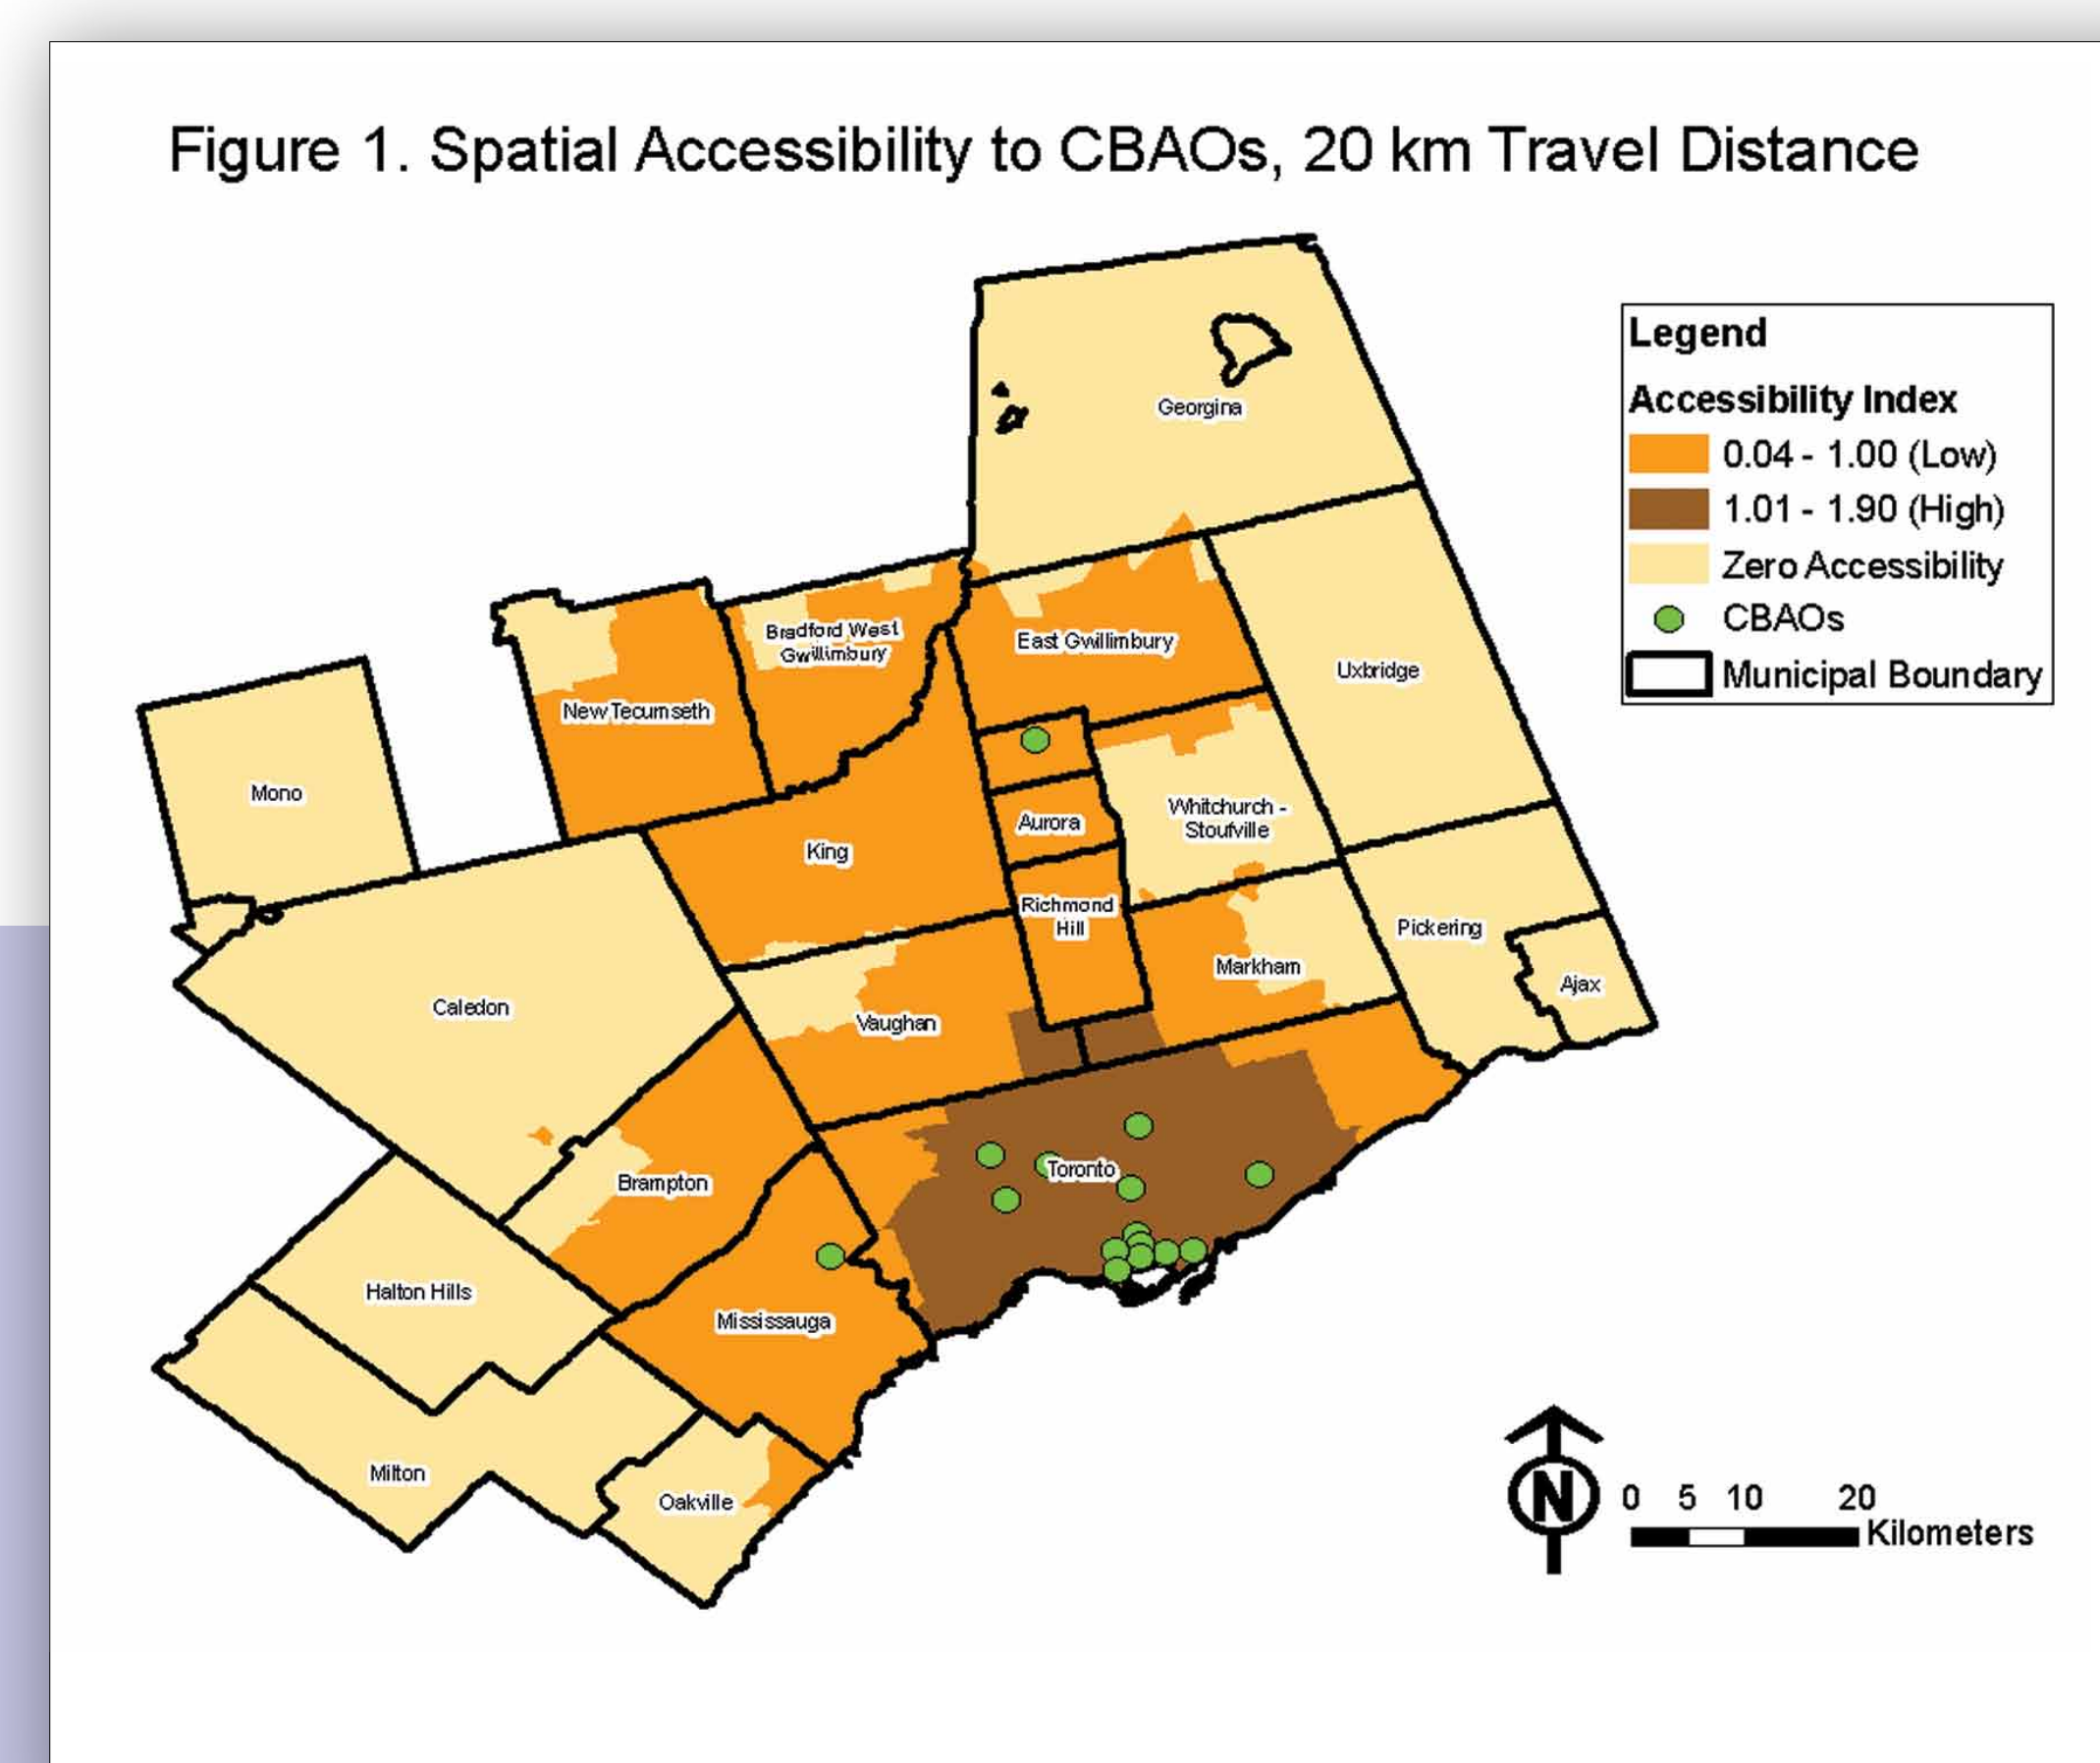 Figure 1. Spatial Accessibility to CBAOs, 20 km Travel Distance
Legend
Accessibility Index
0.04 - 1.00 (Low)
1.01 - 1.90 (High)
Zero Accessibility
CBAOs
Municipal Boundary
Georgina
Bradford West
Gwillimbury
East Gwillimbury
Uxbridge
New Tecumseth
Mono
Aurora
Whitchurch -
Stoufville
King
Richmond
Hill
Pickering
Markham
Ajax
Caledon
Vaughan
Toronto
Brampton
Halton Hills
Mississauga
Milton
Oakville
N
0 5 10 20
Kilometers